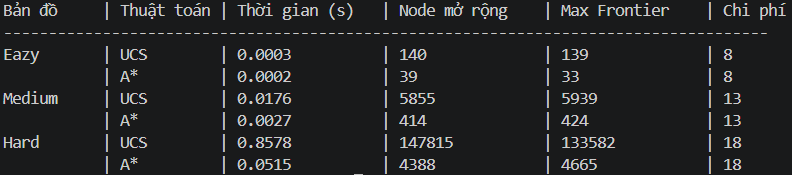 Bản đồ | Thuật toán | Thời gian (s) | Node mở rộng | Max Frontier | Chi phí
-------------------------------------------------------------------------------------
Eazy | UCS | 0.0003 | 140 | 139 | 8
| A* | 0.0002 | 39 | 33 | 8
Medium | UCS | 0.0176 | 5855 | 5939 | 13
| A* | 0.0027 | 414 | 424 | 13
Hard | UCS | 0.8578 | 147815 | 133582 | 18
| A* | 0.0515 | 4388 | 4665 | 18